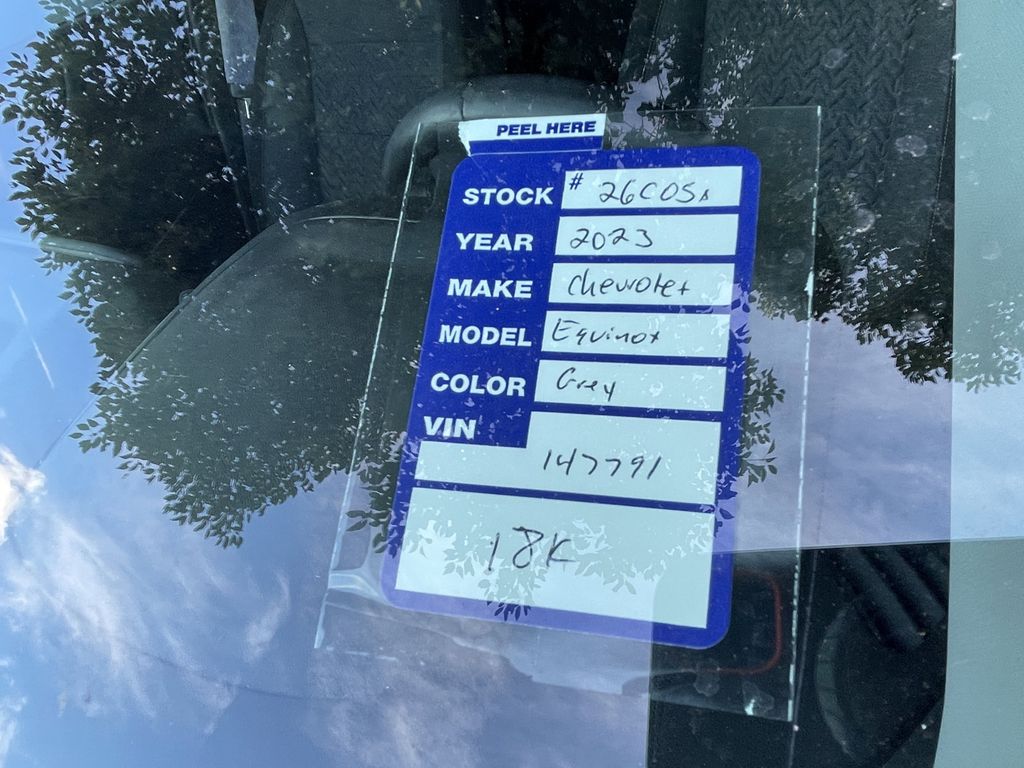 PEEL HERE
STOCK # 26C05A
YEAR 2023
MAKE Chevrolet
MODEL Equinox
COLOR Grey
VIN
147791
18K